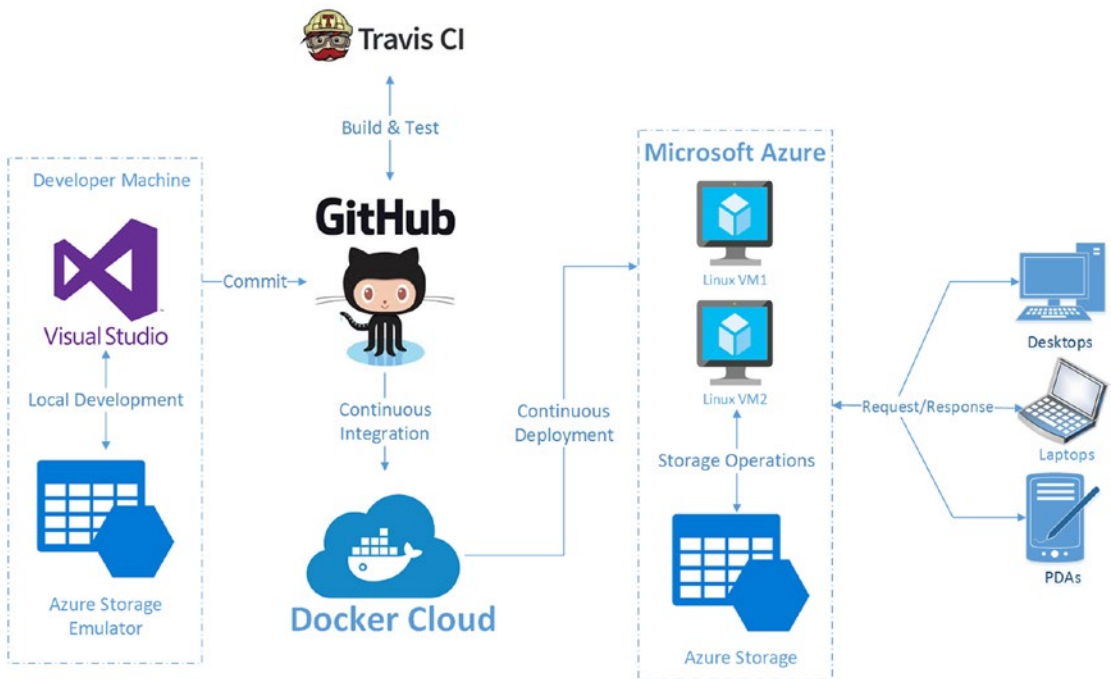 Travis CI
Build & Test
Developer Machine
Visual Studio
Local Development
Azure Storage
Emulator
Commit
GitHub
Continuous
Integration
Docker Cloud
Continuous
Deployment
Microsoft Azure
Linux VM1
Linux VM2
Storage Operations
Azure Storage
Request/Response
Desktops
Laptops
PDAs